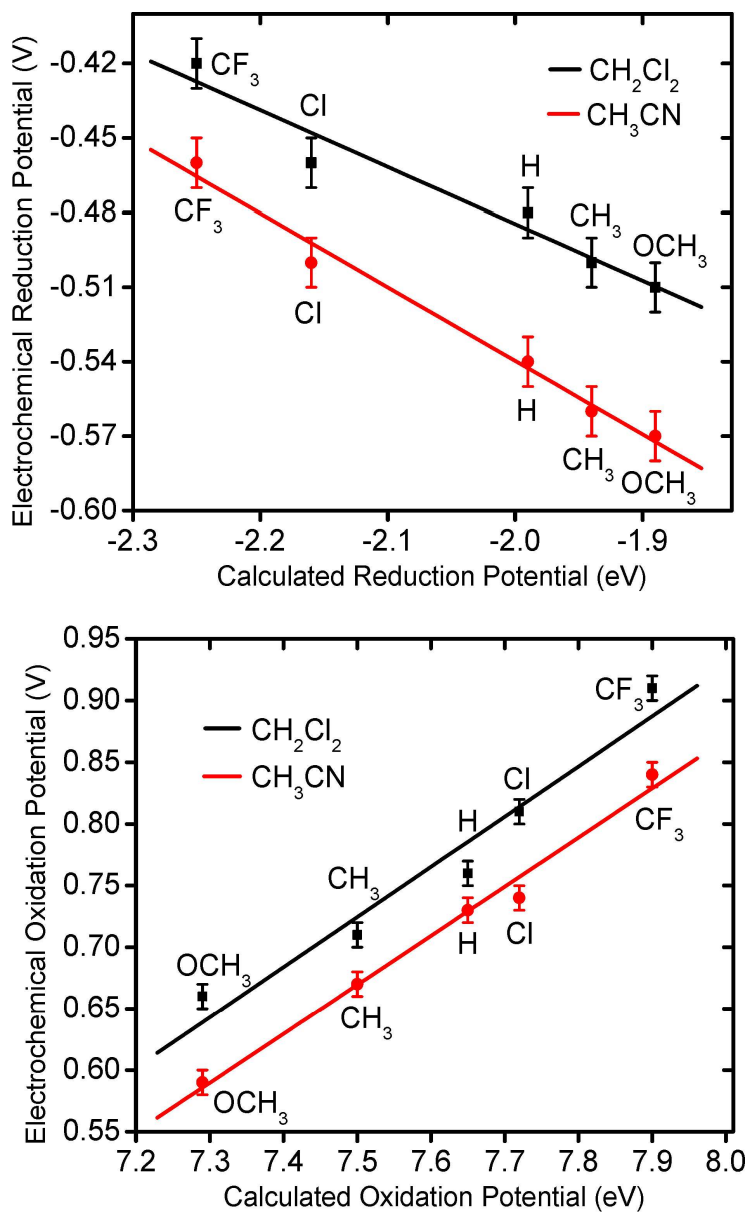 Electrochemical Reduction Potential (V)
-0.42
-0.45
-0.48
-0.51
-0.54
-0.57
-0.60
CF₃
Cl
H
CH₃
OCH₃
CH₂Cl₂
CH₃CN
CF₃
Cl
H
CH₃
OCH₃
-2.3 -2.2 -2.1 -2.0 -1.9
Calculated Reduction Potential (eV)
Electrochemical Oxidation Potential (V)
0.95
0.90
0.85
0.80
0.75
0.70
0.65
0.60
0.55
CH₂Cl₂
CH₃CN
OCH₃
CH₃
H
Cl
CF₃
OCH₃
CH₃
H
Cl
CF₃
7.2 7.3 7.4 7.5 7.6 7.7 7.8 7.9 8.0
Calculated Oxidation Potential (eV)